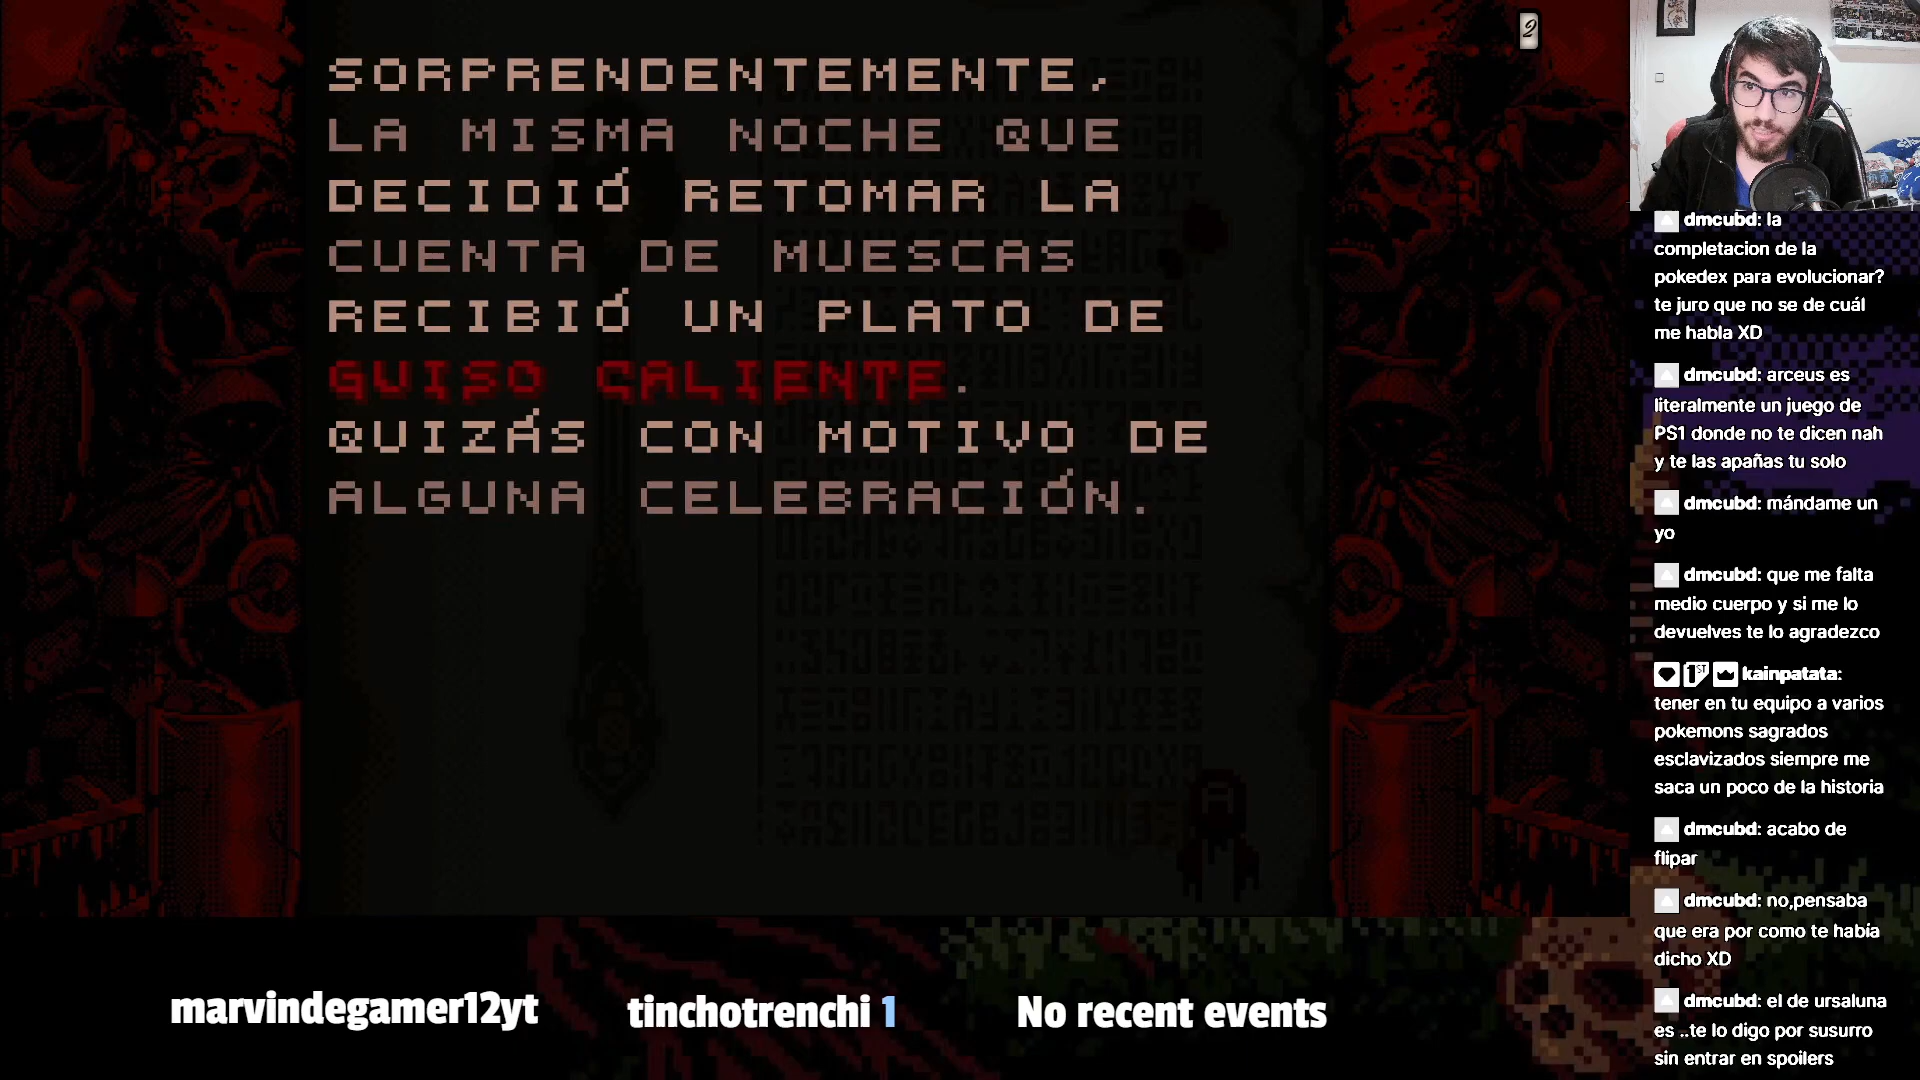 SORPRENDENTEMENTE,
LA MISMA NOCHE QUE
DECIDIÓ RETOMAR LA
CUENTA DE MUESCAS
RECIBIÓ UN PLATO DE
GUISO CALIENTE.
QUIZÁS CON MOTIVO DE
ALGUNA CELEBRACIÓN.
2
dmcubd: la
completacion de la
pokedex para evolucionar?
te juro que no se de cuál
me habla XD
dmcubd: arceus es
literalmente un juego de
PS1 donde no te dicen nah
y te las apañas tu solo
dmcubd: mándame un
yo
dmcubd: que me falta
medio cuerpo y si me lo
devuelves te lo agradezco
1ST kainpatata:
tener en tu equipo a varios
pokemons sagrados
esclavizados siempre me
saca un poco de la historia
dmcubd: acabo de
flipar
dmcubd: no,pensaba
que era por como te había
dicho XD
dmcubd: el de ursaluna
es ..te lo digo por susurro
sin entrar en spoilers
marvindegamer12yt
tinchotrenchi 1
No recent events